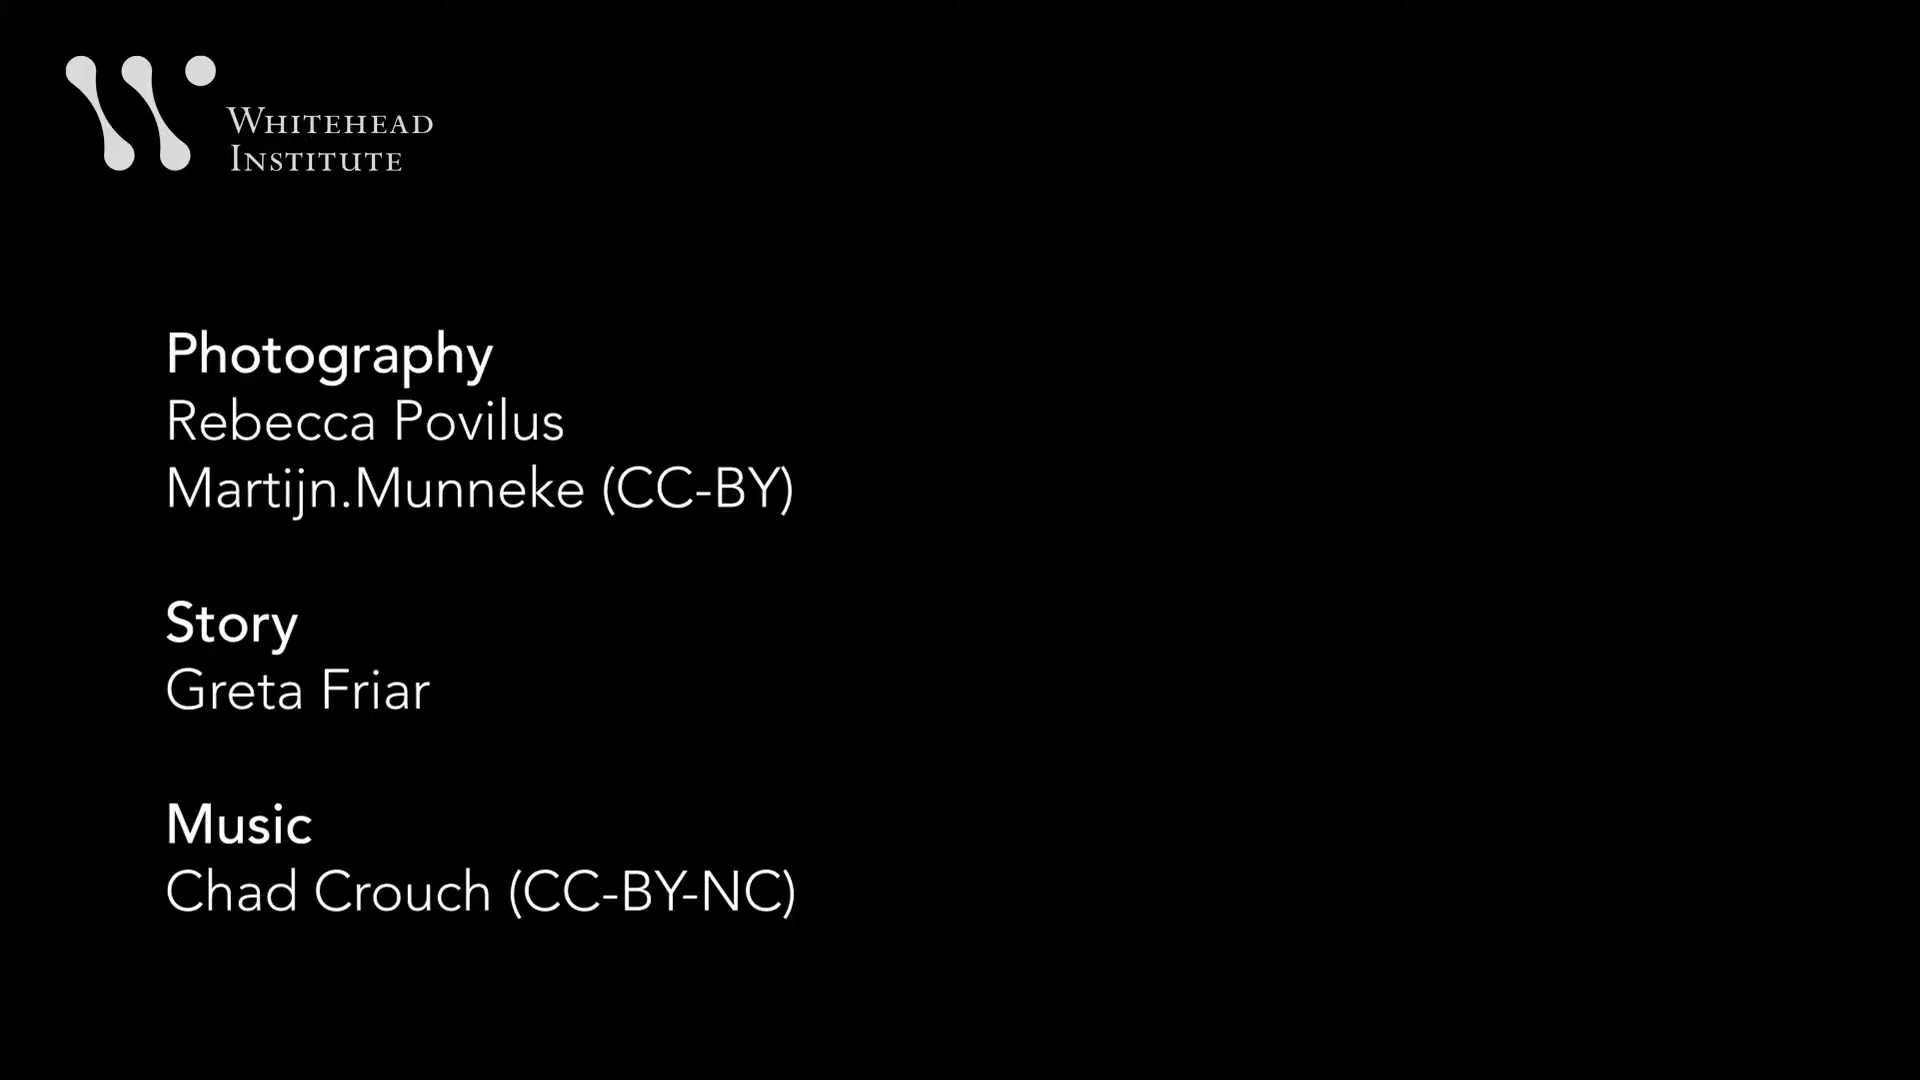 WHITEHEAD
INSTITUTE
Photography
Rebecca Povilus
Martijn.Munneke (CC-BY)
Story
Greta Friar
Music
Chad Crouch (CC-BY-NC)